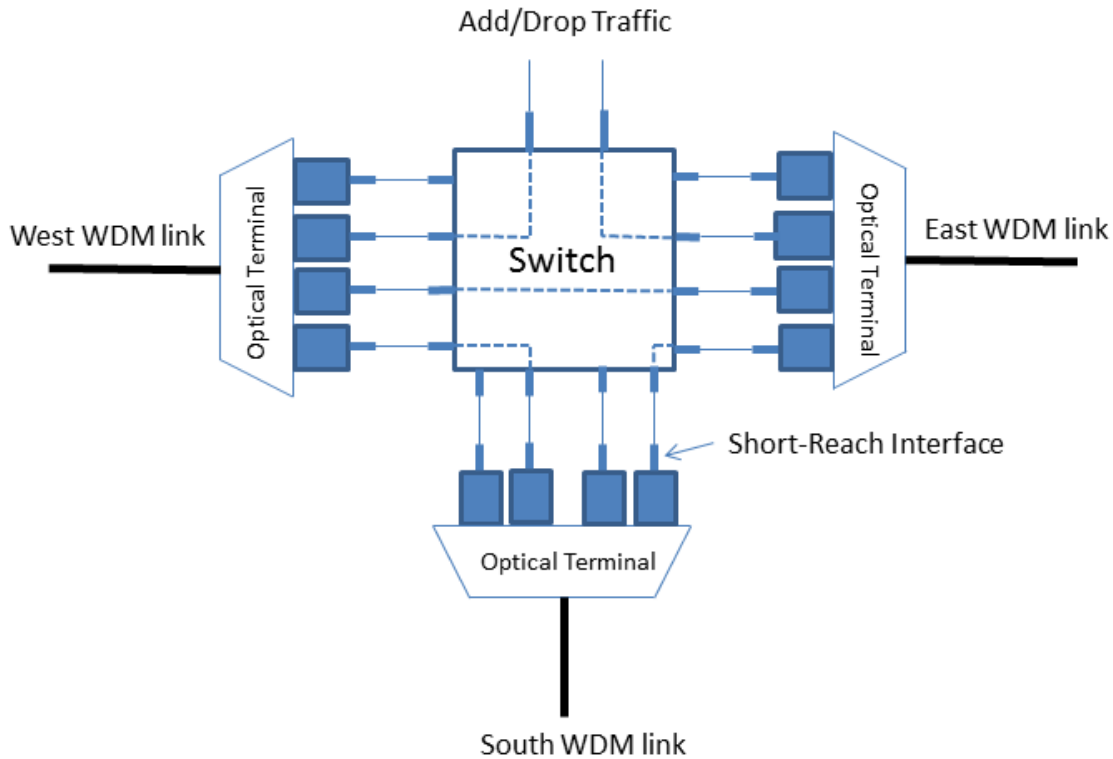 Add/Drop Traffic
West WDM link
Optical Terminal
Switch
Optical Terminal
East WDM link
Short-Reach Interface
Optical Terminal
South WDM link